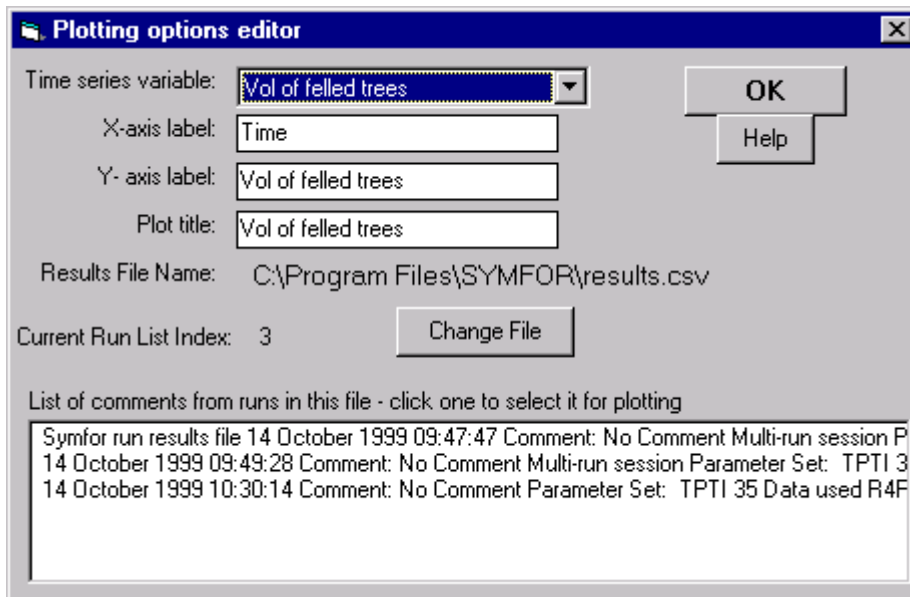 Plotting options editor
Time series variable: Vol of felled trees
OK
X-axis label: Time
Help
Y- axis label: Vol of felled trees
Plot title: Vol of felled trees
Results File Name: C:\Program Files\SYMFOR\results.csv
Current Run List Index: 3
Change File
List of comments from runs in this file - click one to select it for plotting
Symfor run results file 14 October 1999 09:47:47 Comment: No Comment Multi-run session P
14 October 1999 09:49:28 Comment: No Comment Multi-run session Parameter Set: TPTI 3
14 October 1999 10:30:14 Comment: No Comment Parameter Set: TPTI 35 Data used R4F